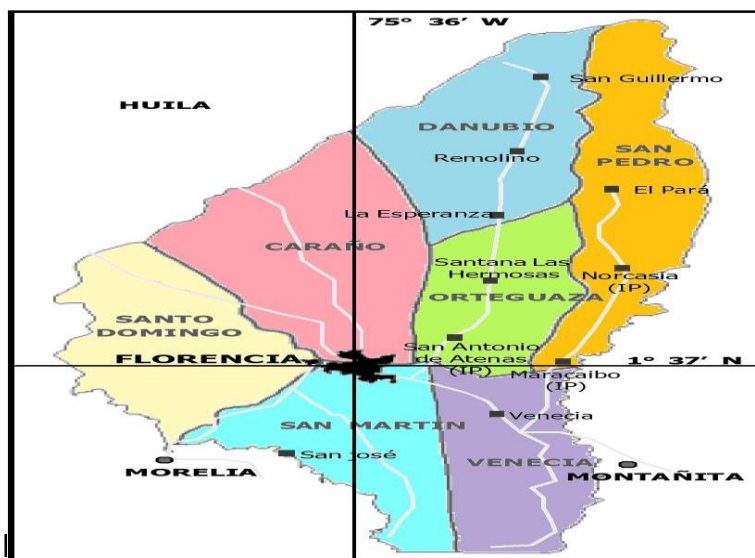 75° 36' W
San Guillermo
HUILA
DANUBIO
SAN
PEDRO
Remolino
El Pará
La Esperanza
CARAÑO
Santana Las
Hermosas
Norcasia
(IP)
ORTEGUAZA
SANTO
DOMINGO
San Antonio
de Atenas
(IP)
FLORENCIA
1° 37' N
Maracaibo
(IP)
Venecia
SAN MARTIN
San josé
VENECIA
MORELIA
MONTAÑITA